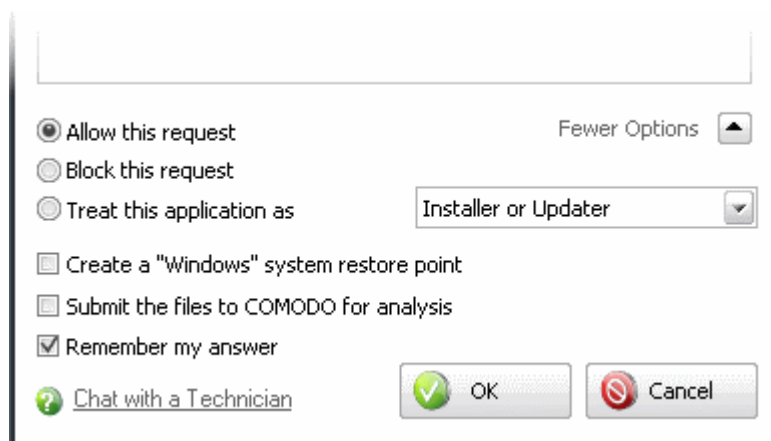 Allow this request
Fewer Options
Block this request
Treat this application as
Installer or Updater
Create a "Windows" system restore point
Submit the files to COMODO for analysis
Remember my answer
Chat with a Technician
OK
Cancel